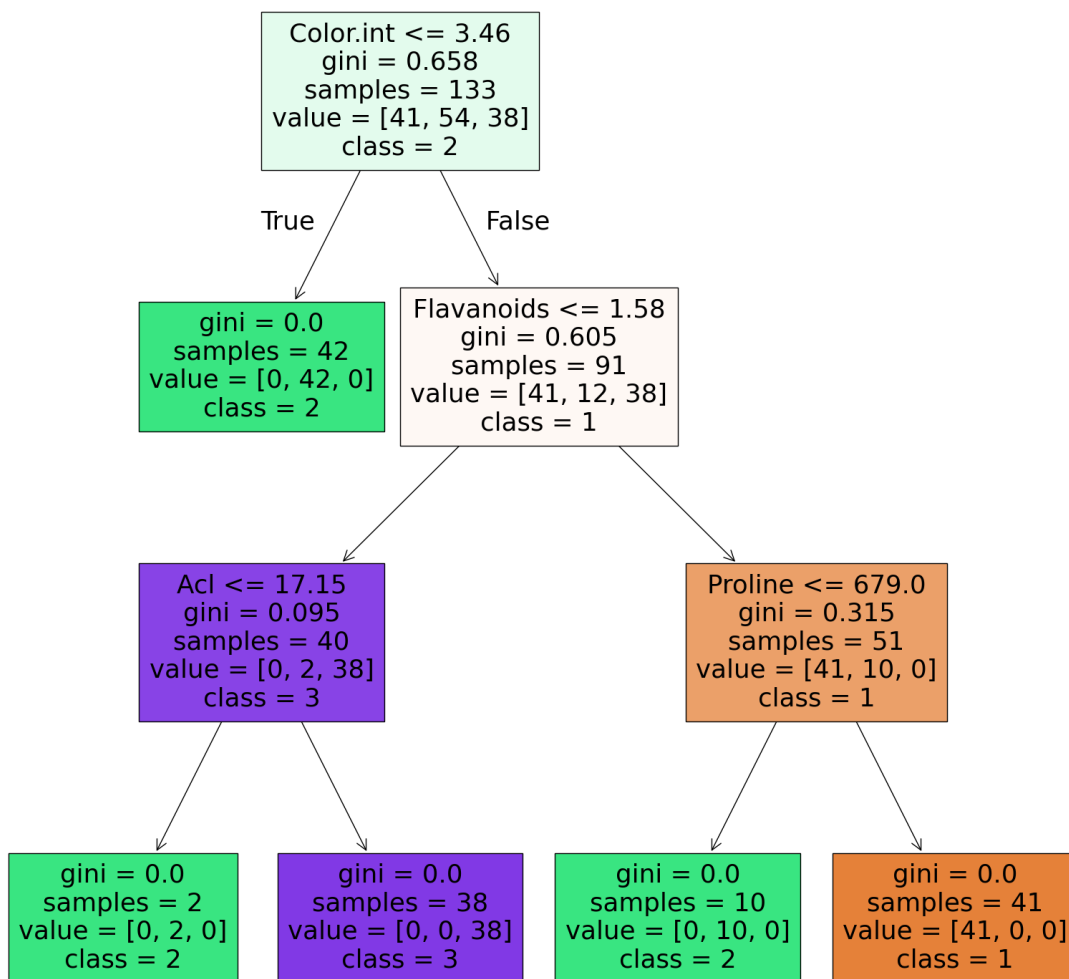 Color.int <= 3.46
gini = 0.658
samples = 133
value = [41, 54, 38]
class = 2
True
False
gini = 0.0
samples = 42
value = [0, 42, 0]
class = 2
Flavanoids <= 1.58
gini = 0.605
samples = 91
value = [41, 12, 38]
class = 1
Acl <= 17.15
gini = 0.095
samples = 40
value = [0, 2, 38]
class = 3
Proline <= 679.0
gini = 0.315
samples = 51
value = [41, 10, 0]
class = 1
gini = 0.0
samples = 2
value = [0, 2, 0]
class = 2
gini = 0.0
samples = 38
value = [0, 0, 38]
class = 3
gini = 0.0
samples = 10
value = [0, 10, 0]
class = 2
gini = 0.0
samples = 41
value = [41, 0, 0]
class = 1